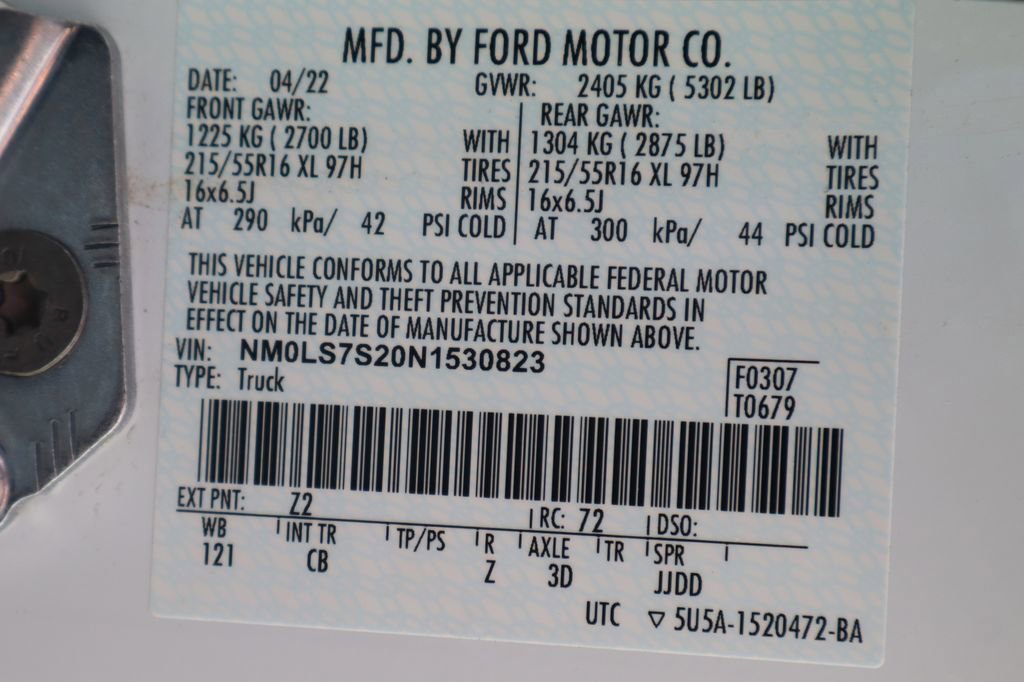 MFD. BY FORD MOTOR CO.
DATE: 04/22 GVWR: 2405 KG ( 5302 LB)
FRONT GAWR: REAR GAWR:
1225 KG ( 2700 LB) WITH 1304 KG ( 2875 LB) WITH
215/55R16 XL 97H TIRES 215/55R16 XL 97H TIRES
16x6.5J RIMS 16x6.5J RIMS
AT 290 kPa/ 42 PSI COLD AT 300 kPa/ 44 PSI COLD
THIS VEHICLE CONFORMS TO ALL APPLICABLE FEDERAL MOTOR
VEHICLE SAFETY AND THEFT PREVENTION STANDARDS IN
EFFECT ON THE DATE OF MANUFACTURE SHOWN ABOVE.
VIN: NM0LS7S20N1530823
TYPE: Truck
F0307
T0679
EXT PNT: Z2 RC: 72 DSO:
WB INT TR TP/PS R AXLE TR SPR
121 CB Z 3D JJDD
UTC ▽ 5U5A-1520472-BA